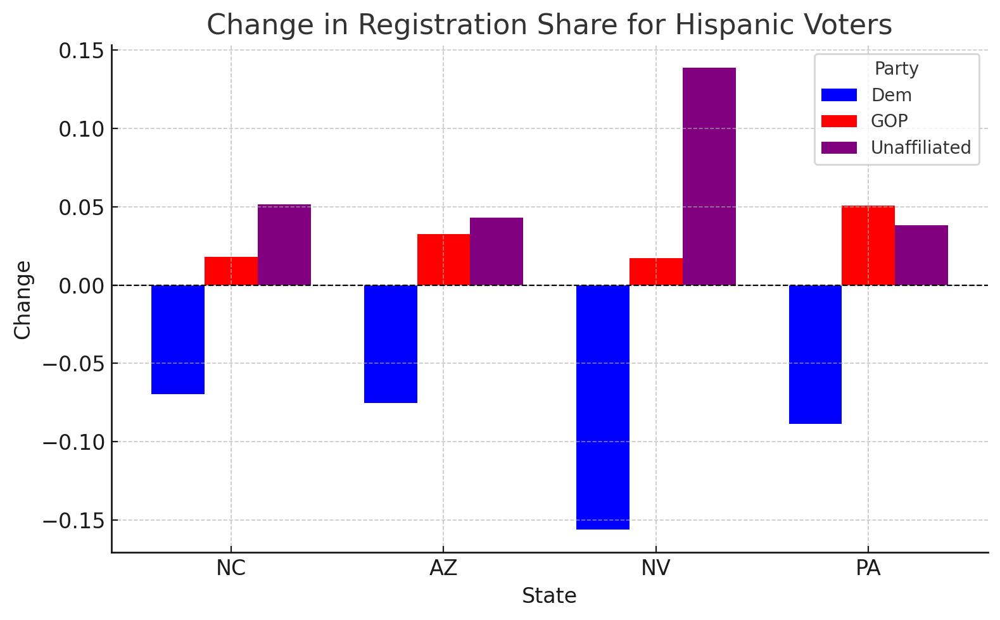 Change in Registration Share for Hispanic Voters
Party
Dem
GOP
Unaffiliated
Change
0.15
0.10
0.05
0.00
−0.05
−0.10
−0.15
NC AZ NV PA
State